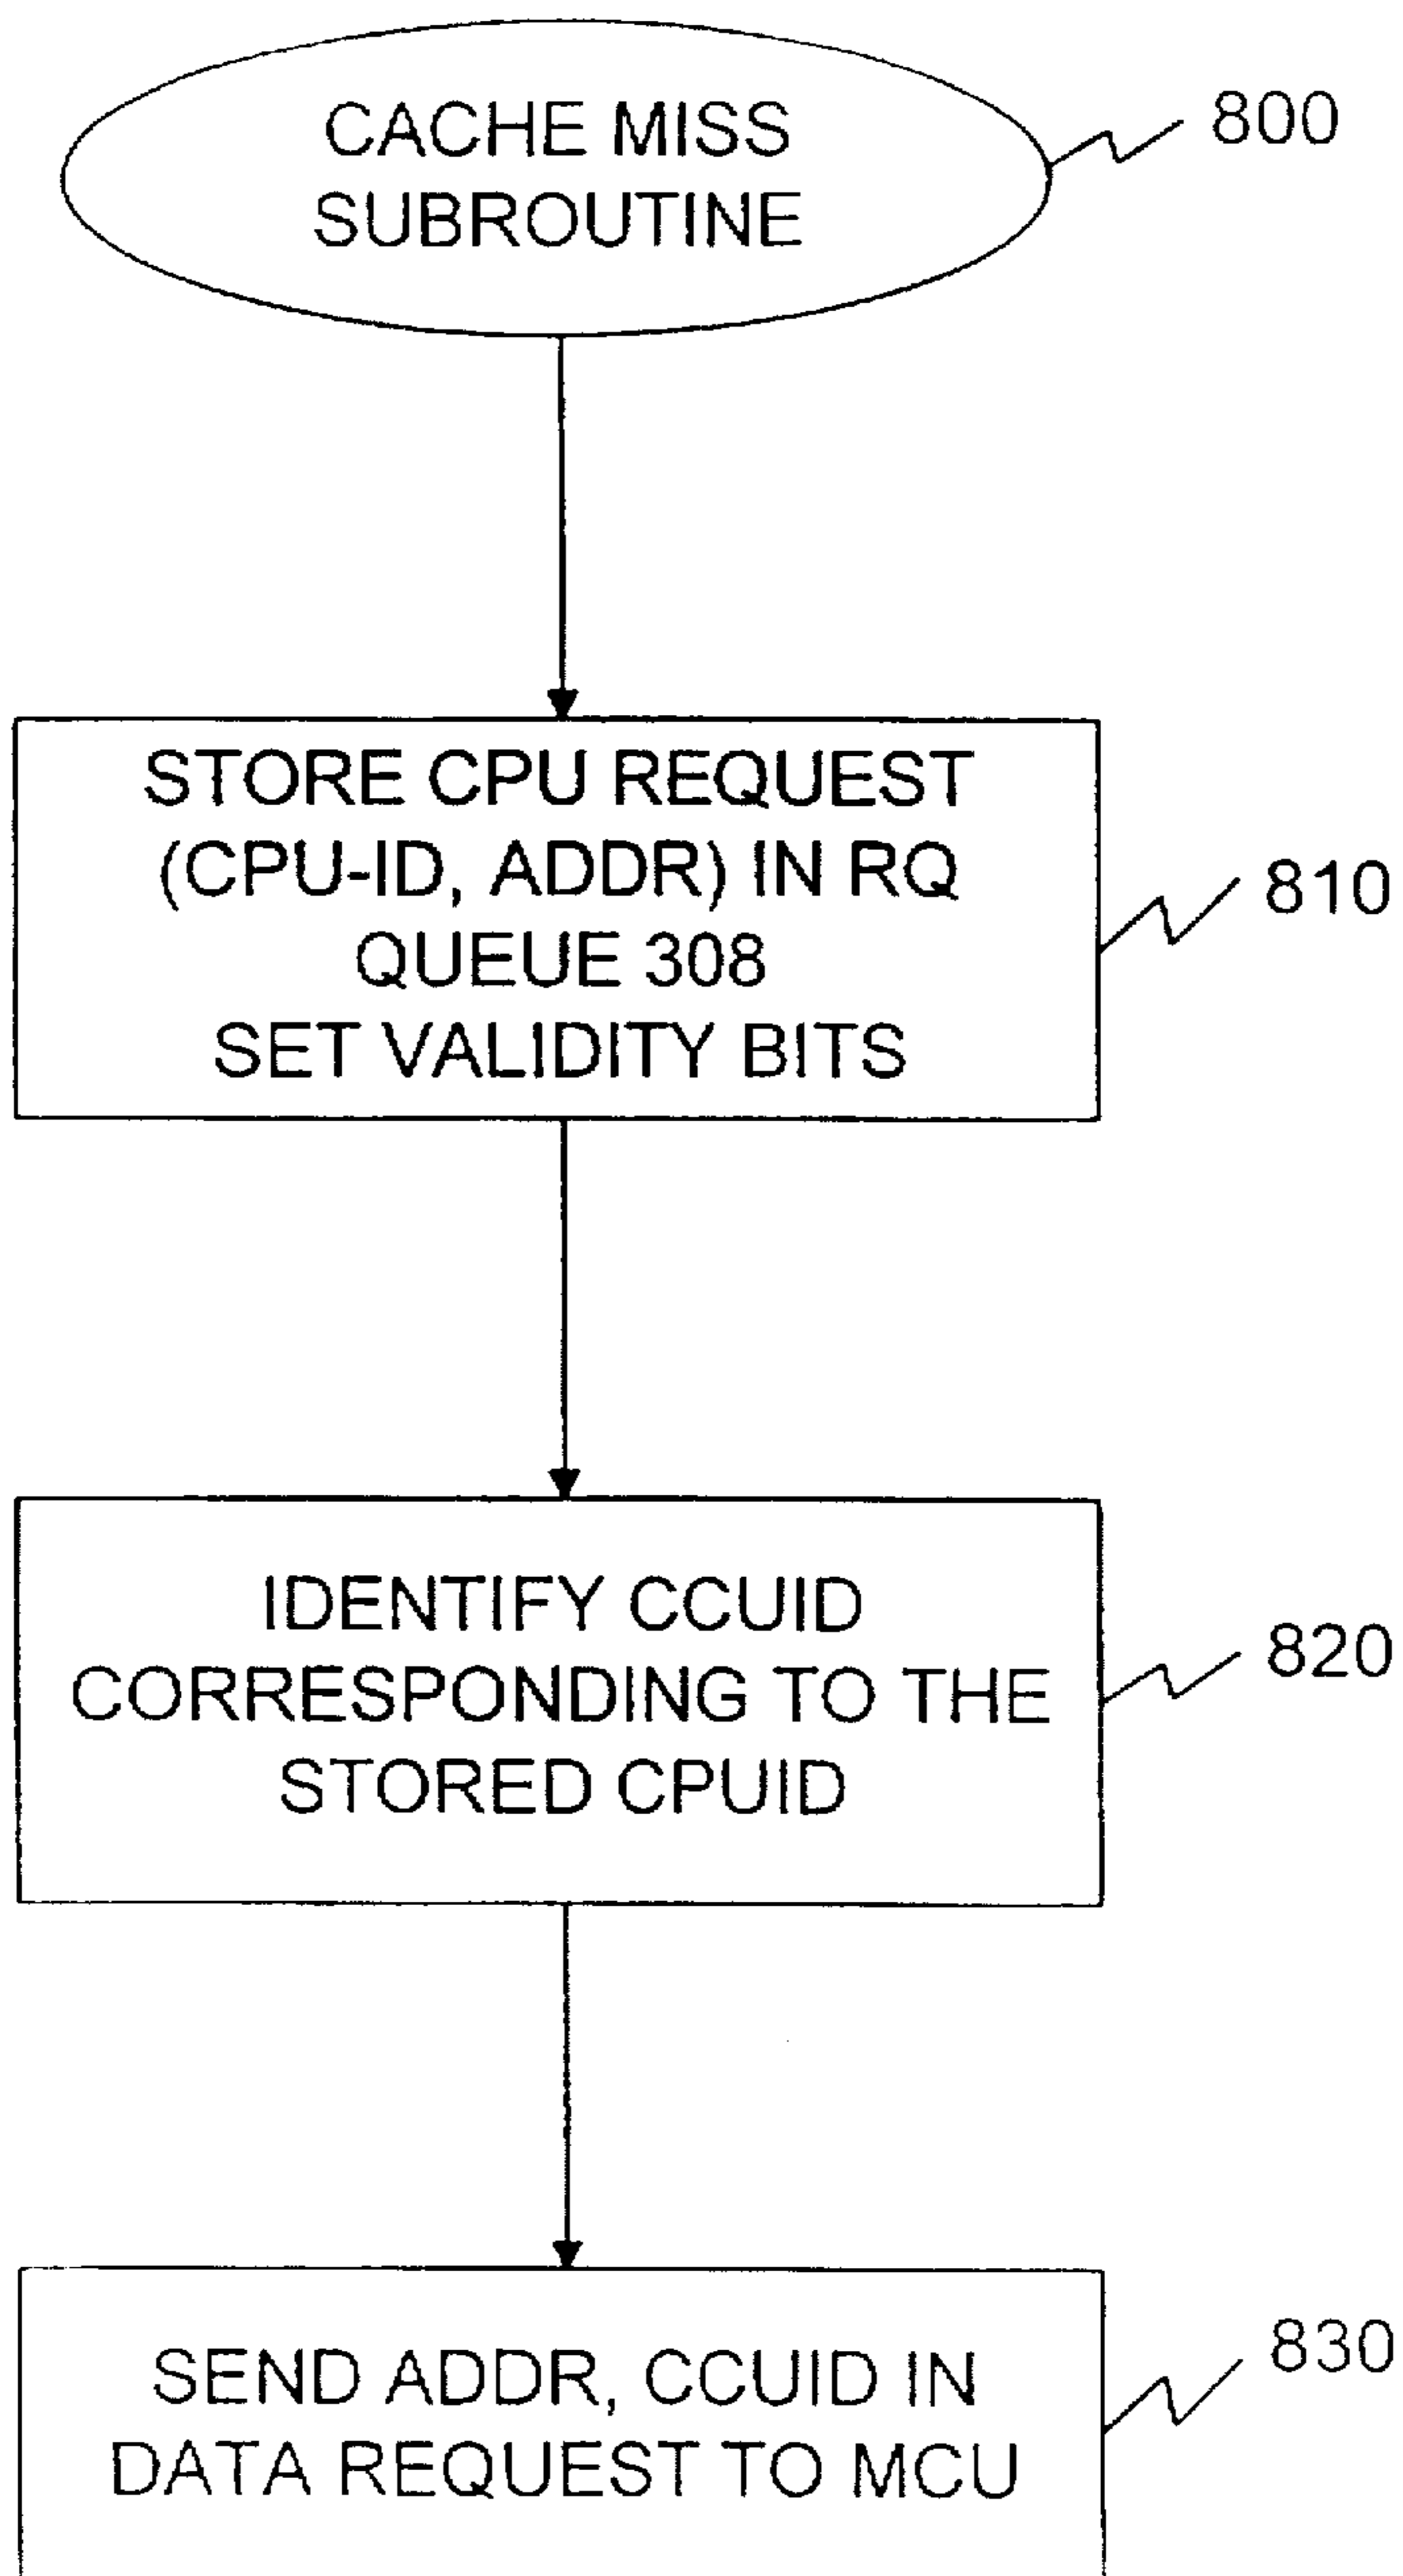 CACHE MISS
SUBROUTINE
800
STORE CPU REQUEST
(CPU-ID, ADDR) IN RQ
QUEUE 308
SET VALIDITY BITS
810
IDENTIFY CCUID
CORRESPONDING TO THE
STORED CPUID
820
SEND ADDR, CCUID IN
DATA REQUEST TO MCU
830